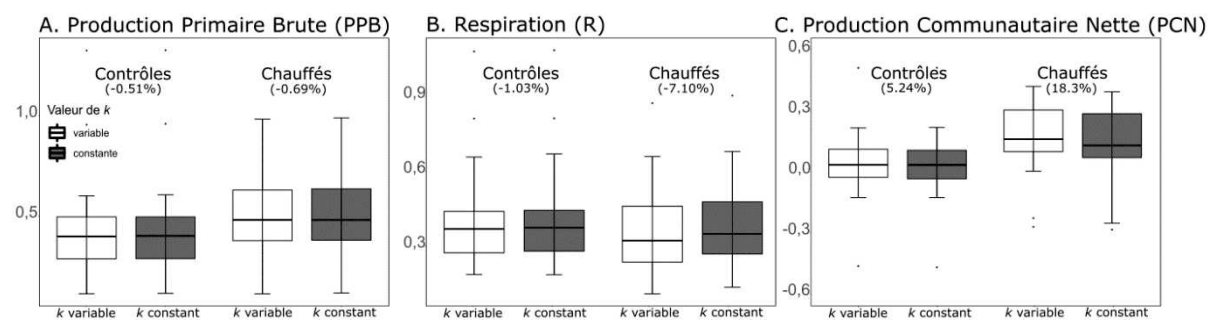 A. Production Primaire Brute (PPB)
Contrôles
(-0.51%)
Chauffés
(-0.69%)
1,0
0,5
Valeur de k
variable
constante
k variable
k constant
k variable
k constant
B. Respiration (R)
Contrôles
(-1.03%)
Chauffés
(-7.10%)
0,9
0,6
0,3
k variable
k constant
k variable
k constant
C. Production Communautaire Nette (PCN)
Contrôles
(5.24%)
Chauffés
(18.3%)
0,6
0,3
0,0
-0,3
-0,6
k variable
k constant
k variable
k constant